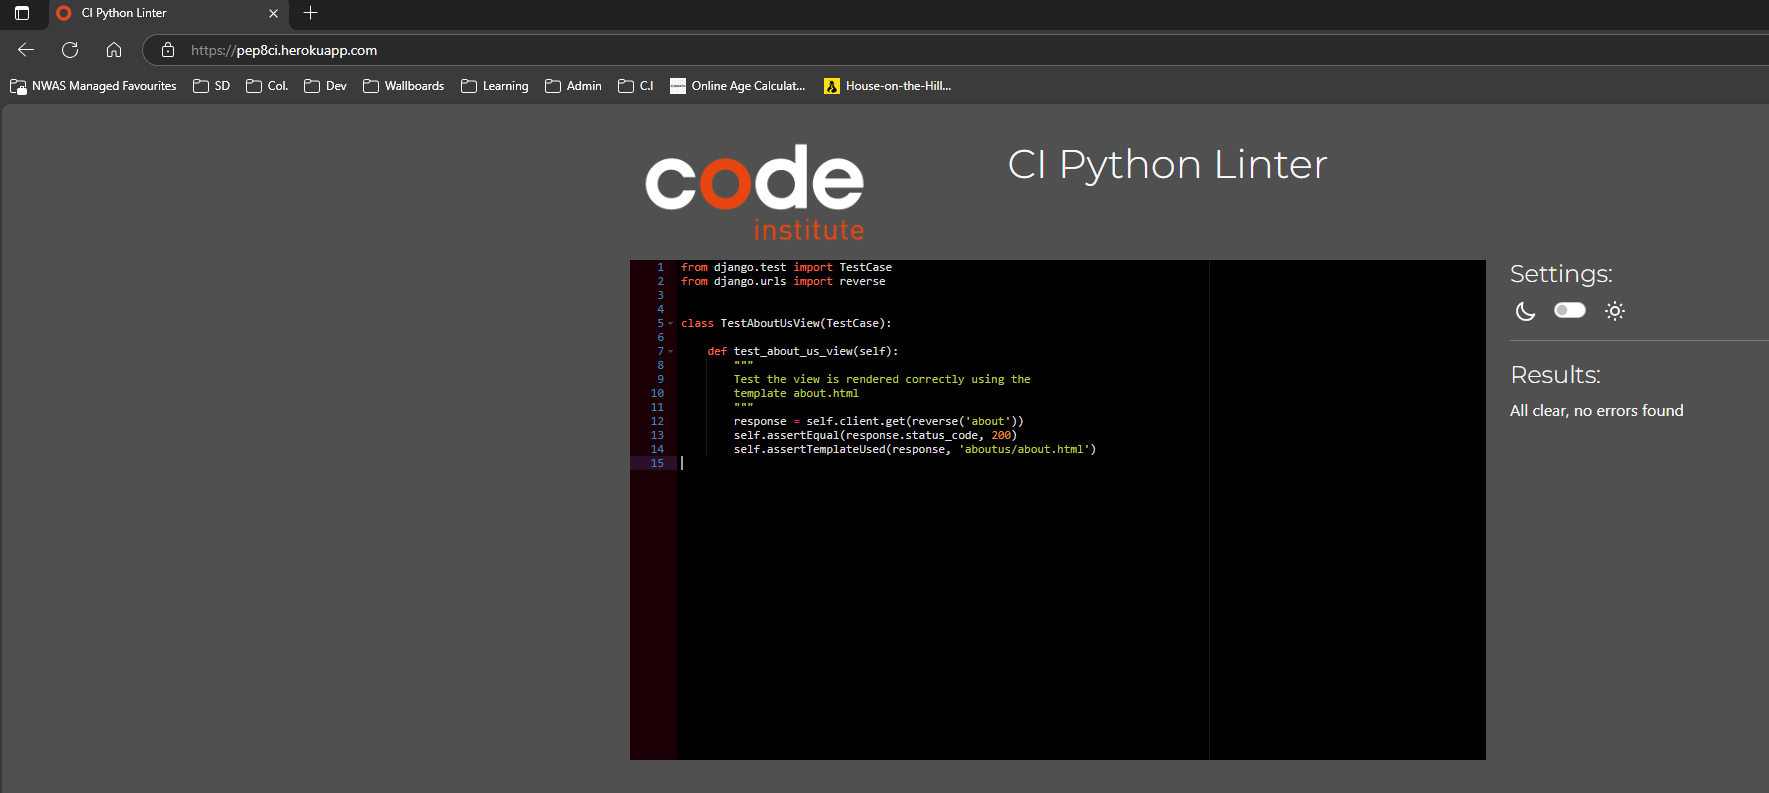 CI Python Linter
https://pep8ci.herokuapp.com
NWAS Managed Favourites SD Col. Dev Wallboards Learning Admin C.I Online Age Calculat... House-on-the-Hill...
code
institute
CI Python Linter
1 from django.test import TestCase
2 from django.urls import reverse
3
4
5 class TestAboutUsView(TestCase):
6
7     def test_about_us_view(self):
8         """
9         Test the view is rendered correctly using the
10         template about.html
11         """
12         response = self.client.get(reverse('about'))
13         self.assertEqual(response.status_code, 200)
14         self.assertTemplateUsed(response, 'aboutus/about.html')
15
Settings:
Results:
All clear, no errors found